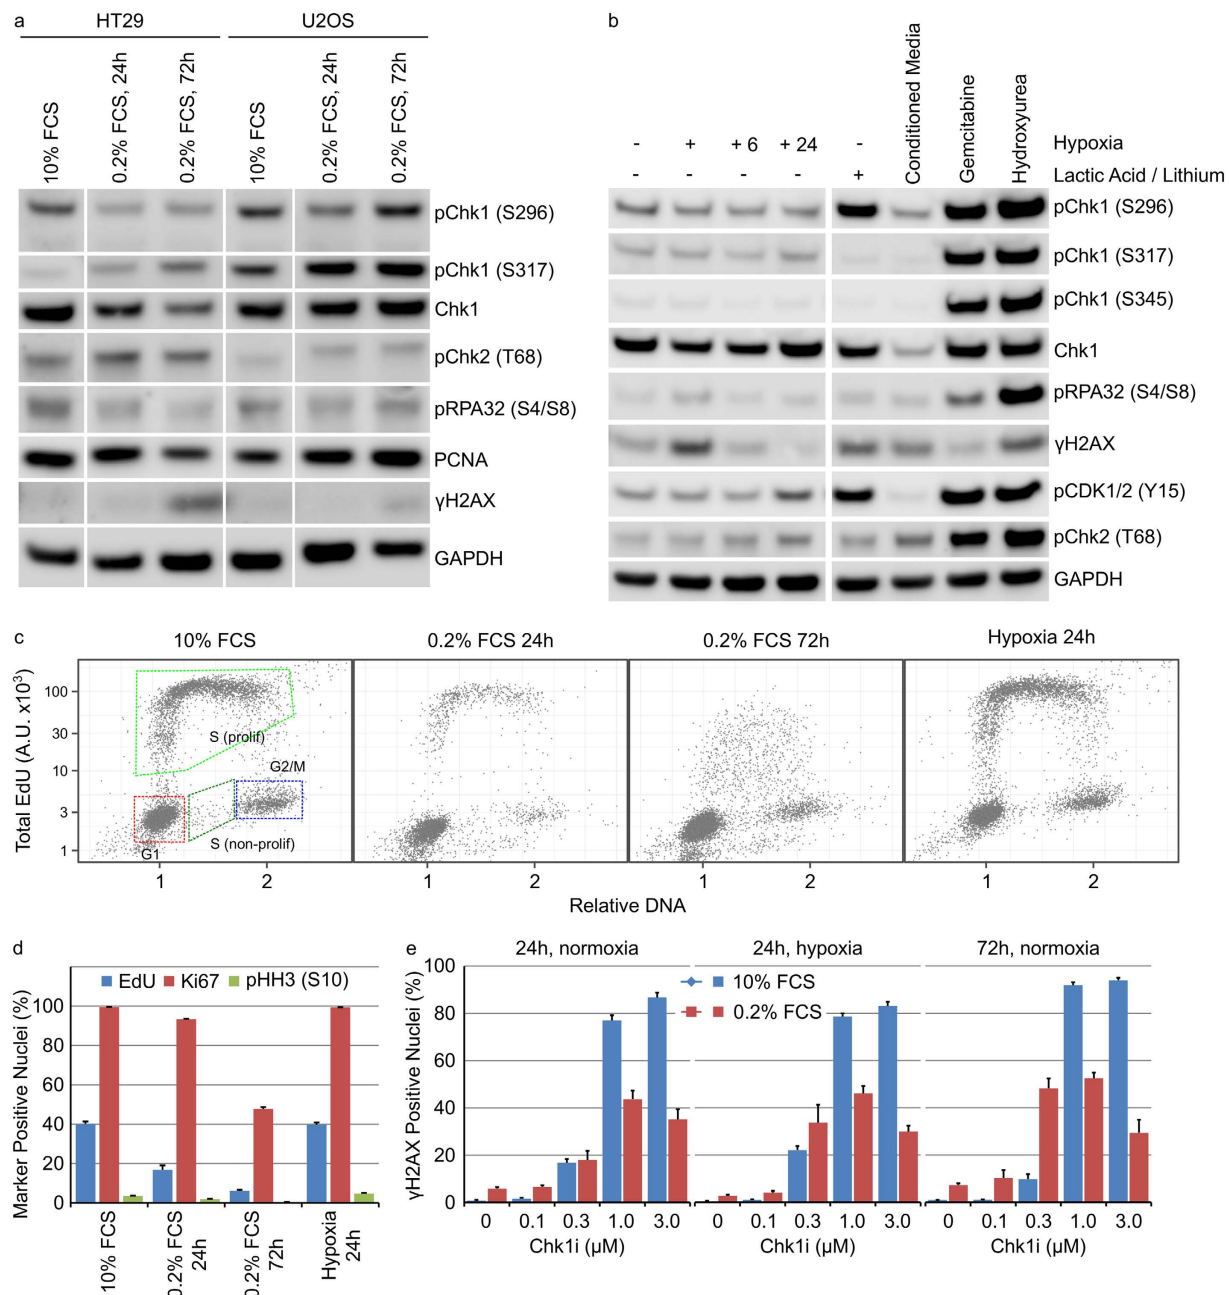 a
HT29
U2OS
10% FCS
0.2% FCS, 24h
0.2% FCS, 72h
10% FCS
0.2% FCS, 24h
0.2% FCS, 72h
pChk1 (S296)
pChk1 (S317)
Chk1
pChk2 (T68)
pRPA32 (S4/S8)
PCNA
γH2AX
GAPDH
b
Conditioned Media
Gemcitabine
Hydroxyurea
- + + 6 + 24 - Hypoxia
- - - - + Lactic Acid / Lithium
pChk1 (S296)
pChk1 (S317)
pChk1 (S345)
Chk1
pRPA32 (S4/S8)
γH2AX
pCDK1/2 (Y15)
pChk2 (T68)
GAPDH
c
10% FCS
0.2% FCS 24h
0.2% FCS 72h
Hypoxia 24h
Total EdU (A.U. x10³)
100
30
10
3
1
S (prolif)
G2/M
S (non-prolif)
G1
1 2 1 2 1 2 1 2
Relative DNA
d
Marker Positive Nuclei (%)
100
80
60
40
20
0
EdU Ki67 pHH3 (S10)
10% FCS
0.2% FCS
24h
0.2% FCS
72h
Hypoxia
24h
e
24h, normoxia
24h, hypoxia
72h, normoxia
γH2AX Positive Nuclei (%)
100
80
60
40
20
0
10% FCS
0.2% FCS
0 0.1 0.3 1.0 3.0 0 0.1 0.3 1.0 3.0 0 0.1 0.3 1.0 3.0
Chk1i (µM) Chk1i (µM) Chk1i (µM)